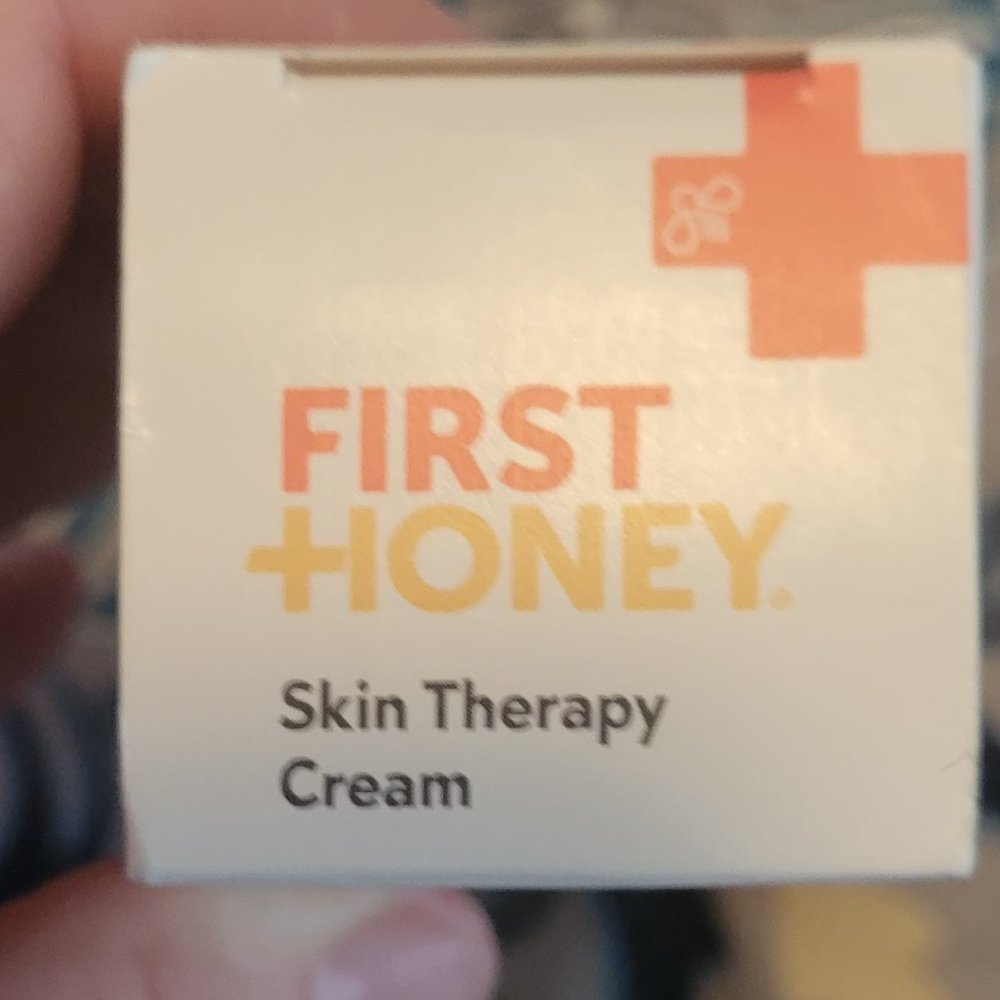 FIRST
HONEY®
Skin Therapy
Cream